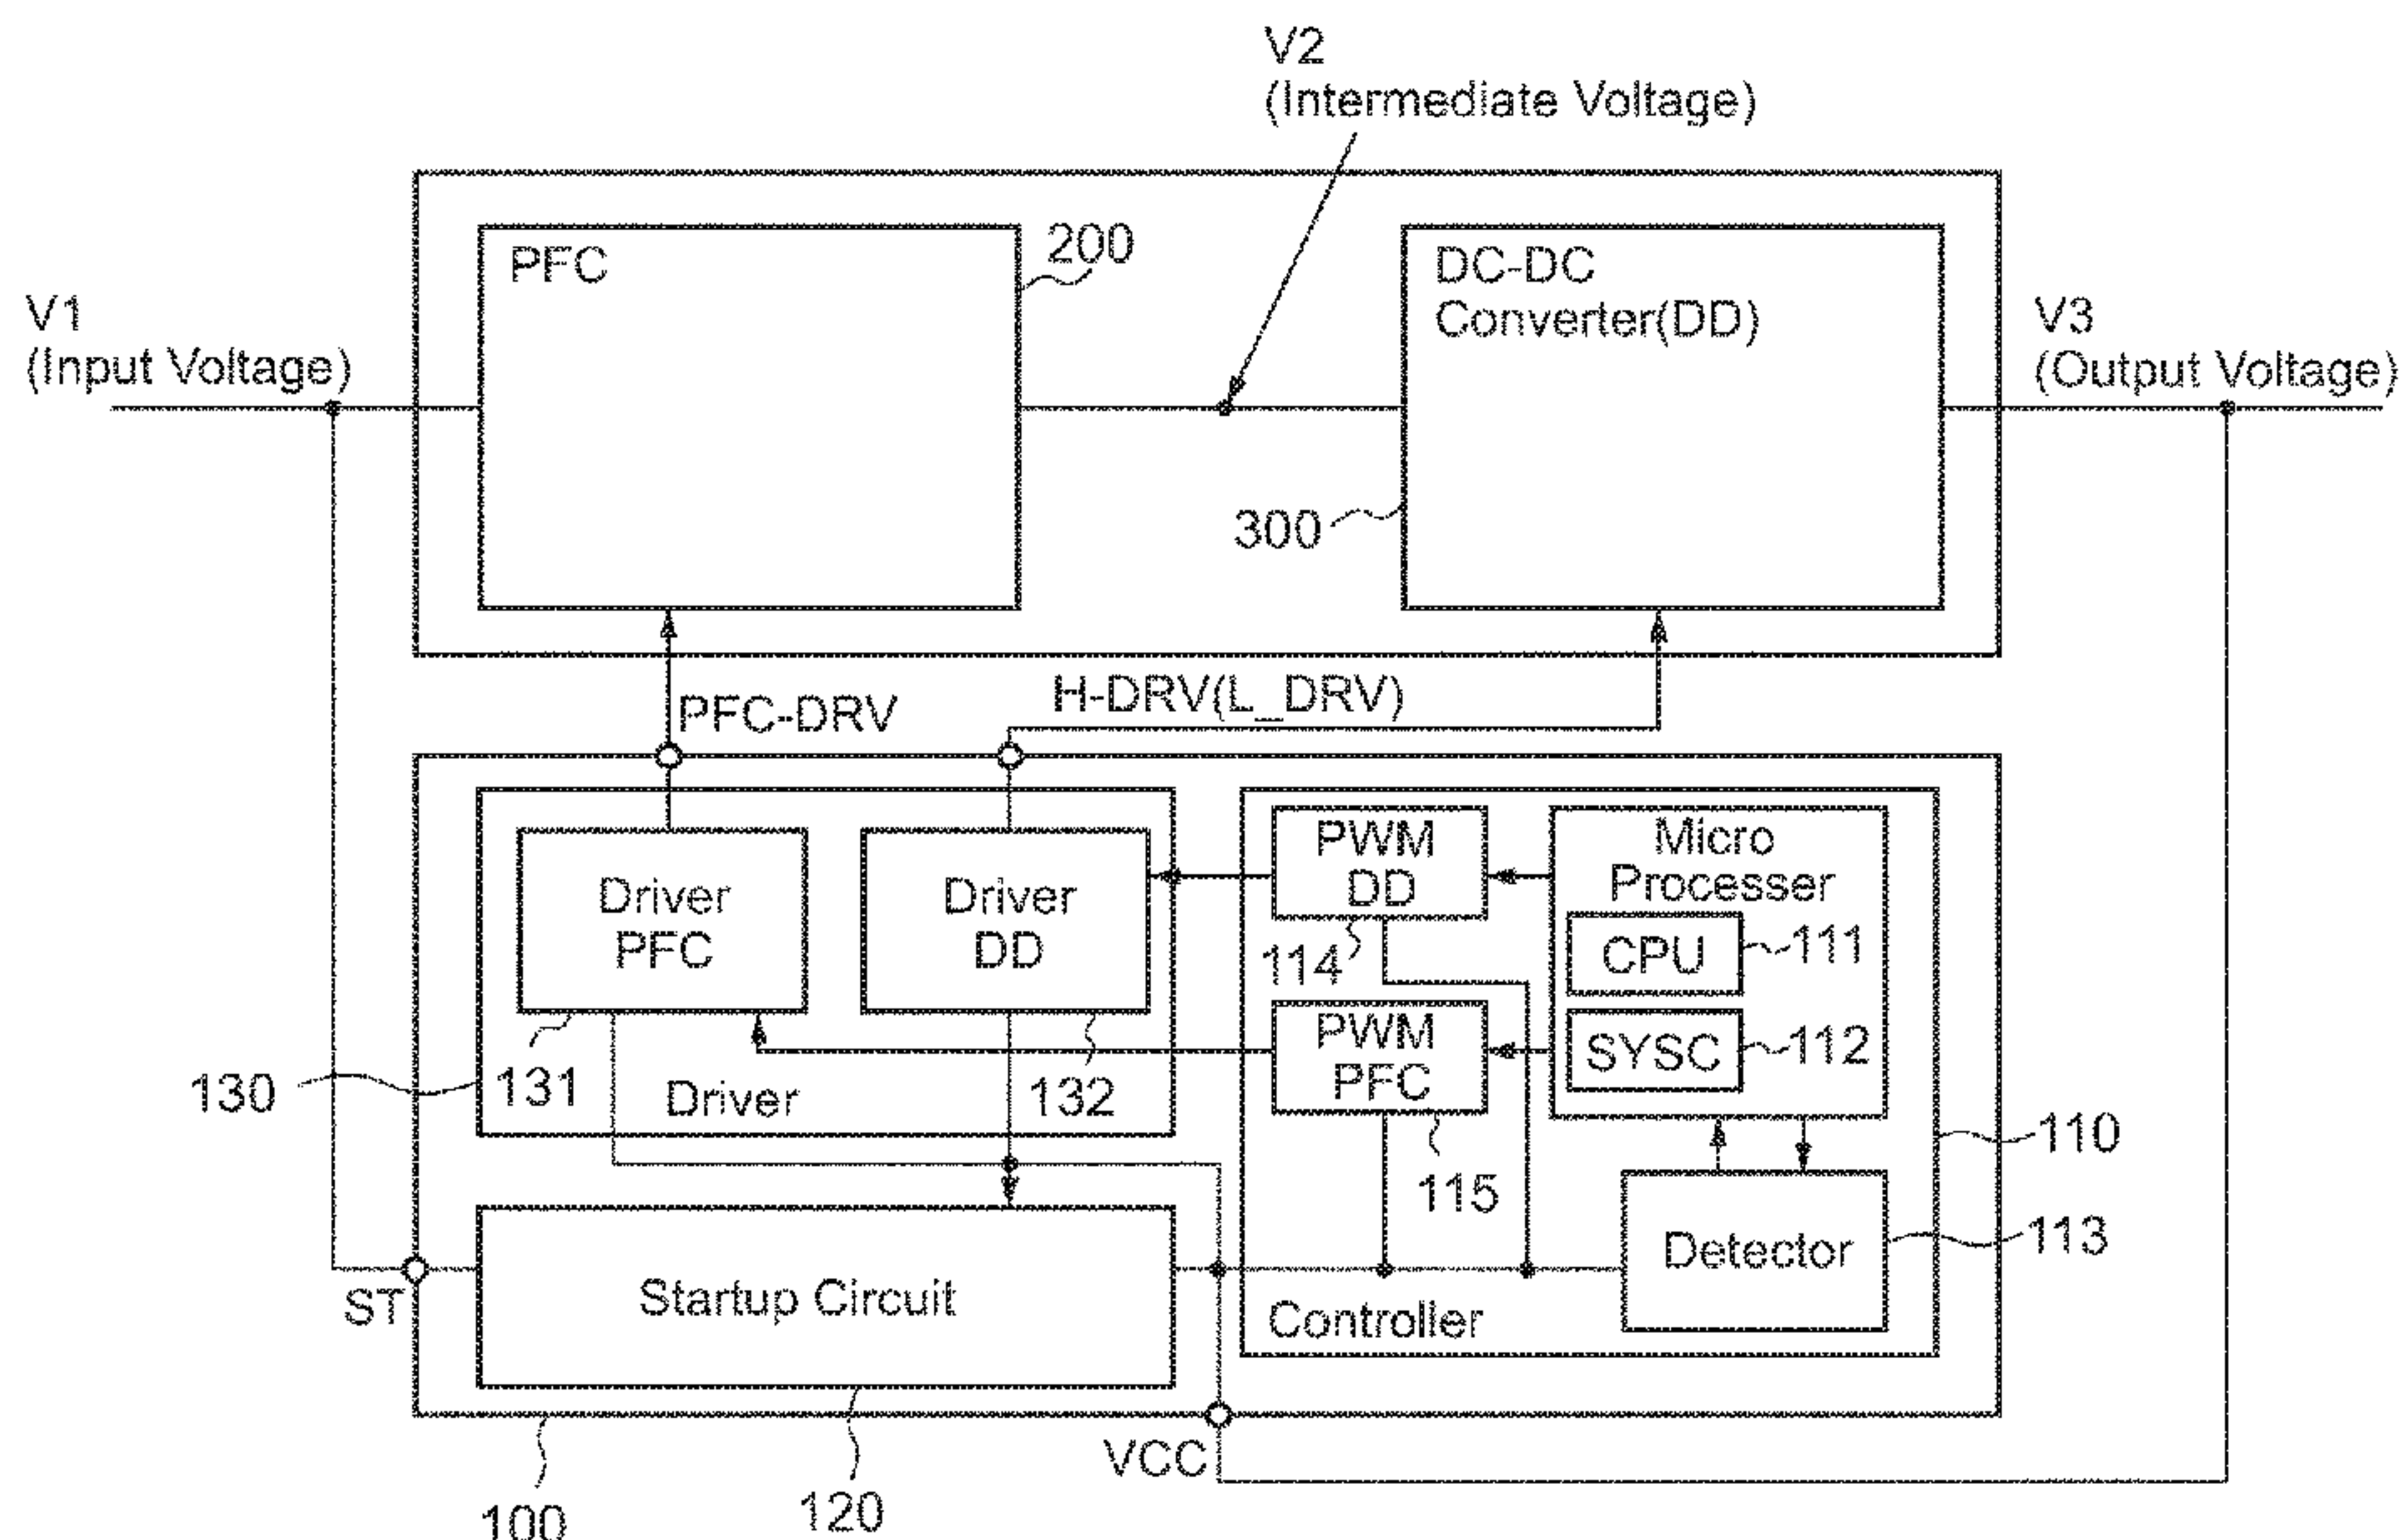 V2
(Intermediate Voltage)
PFC
200
DC-DC
Converter(DD)
V1
(Input Voltage)
V3
(Output Voltage)
300
PFC-DRV
H-DRV(L_DRV)
Driver
PFC
Driver
DD
PWM
DD
Micro
Processer
114
CPU
111
PWM
PFC
SYSC
112
130
131
Driver
132
110
115
Detector
113
ST
Startup Circuit
Controller
VCC
100
120